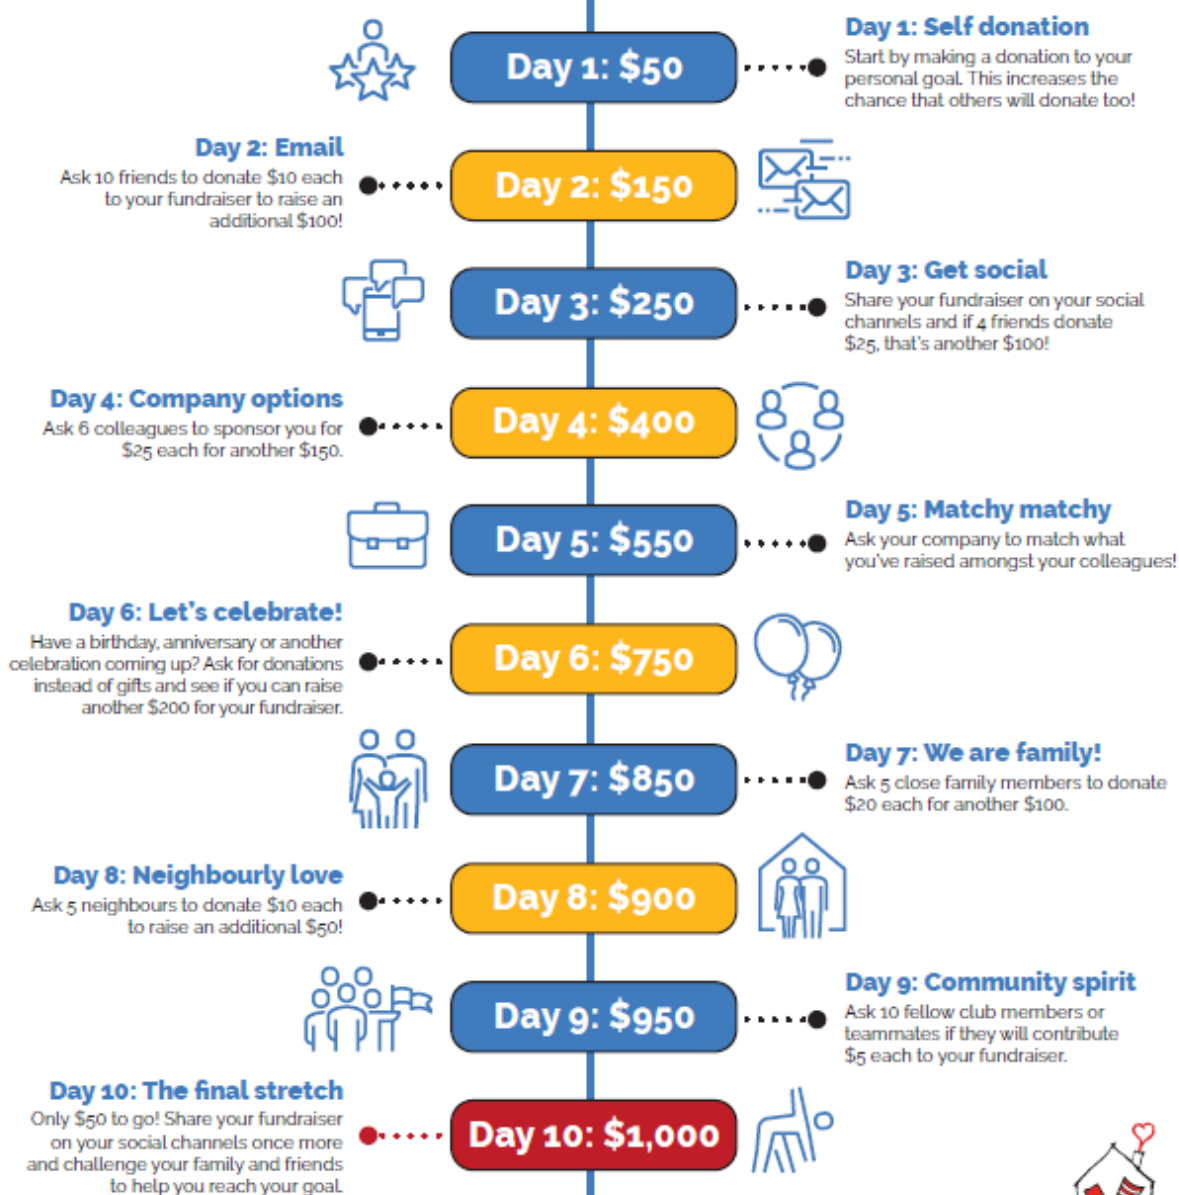 Day 1: $50
Day 1: Self donation
Start by making a donation to your
personal goal. This increases the
chance that others will donate too!
Day 2: Email
Ask 10 friends to donate $10 each
to your fundraiser to raise an
additional $100!
Day 2: $150
Day 3: $250
Day 3: Get social
Share your fundraiser on your social
channels and if 4 friends donate
$25, that's another $100!
Day 4: Company options
Ask 6 colleagues to sponsor you for
$25 each for another $150.
Day 4: $400
Day 5: $550
Day 5: Matchy matchy
Ask your company to match what
you've raised amongst your colleagues!
Day 6: Let's celebrate!
Have a birthday, anniversary or another
celebration coming up? Ask for donations
instead of gifts and see if you can raise
another $200 for your fundraiser.
Day 6: $750
Day 7: $850
Day 7: We are family!
Ask 5 close family members to donate
$20 each for another $100.
Day 8: Neighbourly love
Ask 5 neighbours to donate $10 each
to raise an additional $50!
Day 8: $900
Day 9: $950
Day 9: Community spirit
Ask 10 fellow club members or
teammates if they will contribute
$5 each to your fundraiser.
Day 10: The final stretch
Only $50 to go! Share your fundraiser
on your social channels once more
and challenge your family and friends
to help you reach your goal.
Day 10: $1,000